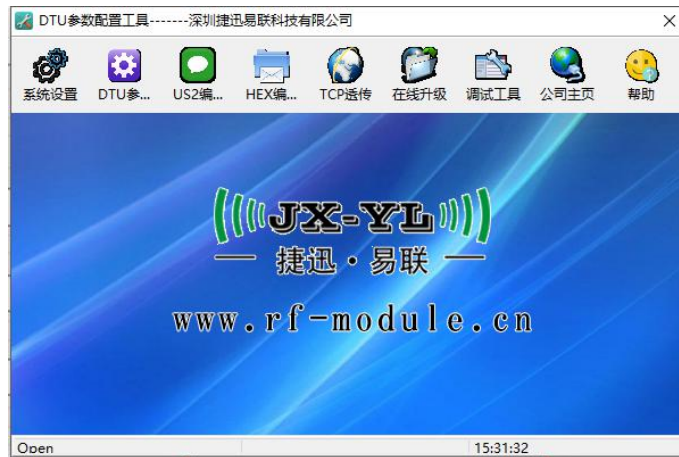 DTU参数配置工具-------深圳捷迅易联科技有限公司
系统设置 DTU参... US2编... HEX编... TCP透传 在线升级 调试工具 公司主页 帮助
JX-YL
捷迅·易联
www.rf-module.cn
Open 15:31:32